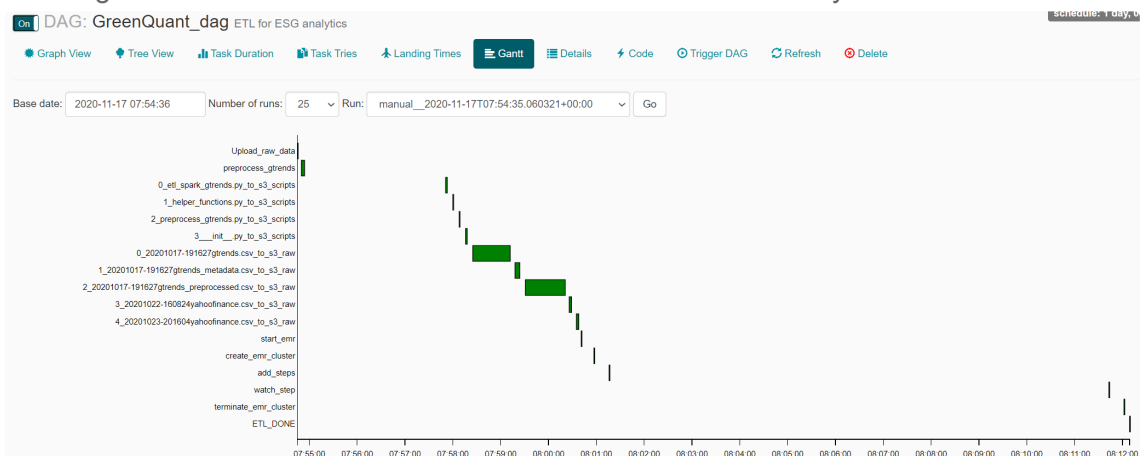 On DAG: GreenQuant_dag ETL for ESG analytics
schedule: 1 day, 0
Graph View Tree View Task Duration Task Tries Landing Times Gantt Details Code Trigger DAG Refresh Delete
Base date: 2020-11-17 07:54:36 Number of runs: 25 Run: manual__2020-11-17T07:54:35.060321+00:00 Go
Upload_raw_data
preprocess_gtrends
0_etl_spark_gtrends.py_to_s3_scripts
1_helper_functions.py_to_s3_scripts
2_preprocess_gtrends.py_to_s3_scripts
3___init__.py_to_s3_scripts
0_20201017-191627gtrends.csv_to_s3_raw
1_20201017-191627gtrends_metadata.csv_to_s3_raw
2_20201017-191627gtrends_preprocessed.csv_to_s3_raw
3_20201022-160824yahoofinance.csv_to_s3_raw
4_20201023-201604yahoofinance.csv_to_s3_raw
start_emr
create_emr_cluster
add_steps
watch_step
terminate_emr_cluster
ETL_DONE
07:55:00 07:56:00 07:57:00 07:58:00 07:59:00 08:00:00 08:01:00 08:02:00 08:03:00 08:04:00 08:05:00 08:06:00 08:07:00 08:08:00 08:09:00 08:10:00 08:11:00 08:12:00